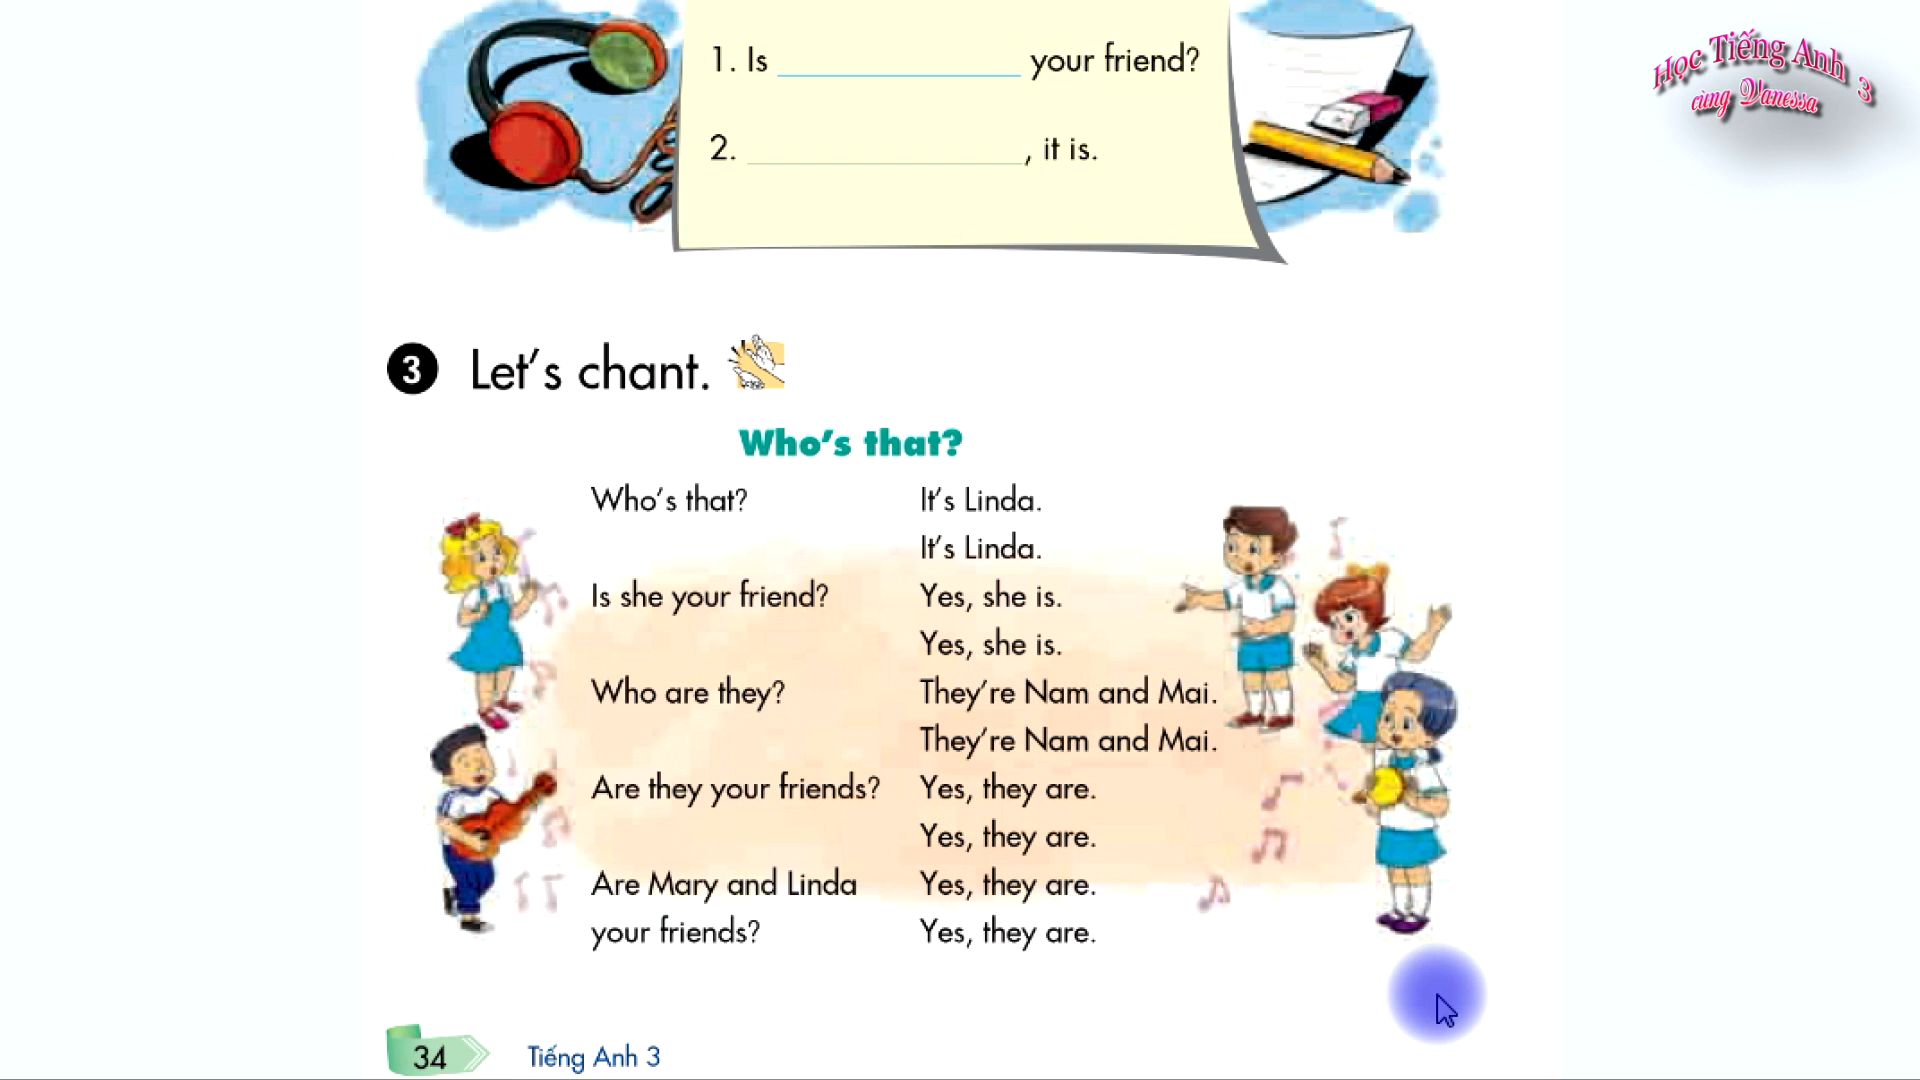 1. Is ____________ your friend?
Học Tiếng Anh 3
cùng Vanessa
2. ____________, it is.
3 Let's chant.
Who's that?
Who's that? It's Linda.
It's Linda.
Is she your friend? Yes, she is.
Yes, she is.
Who are they? They're Nam and Mai.
They're Nam and Mai.
Are they your friends? Yes, they are.
Yes, they are.
Are Mary and Linda Yes, they are.
your friends? Yes, they are.
34 Tiếng Anh 3